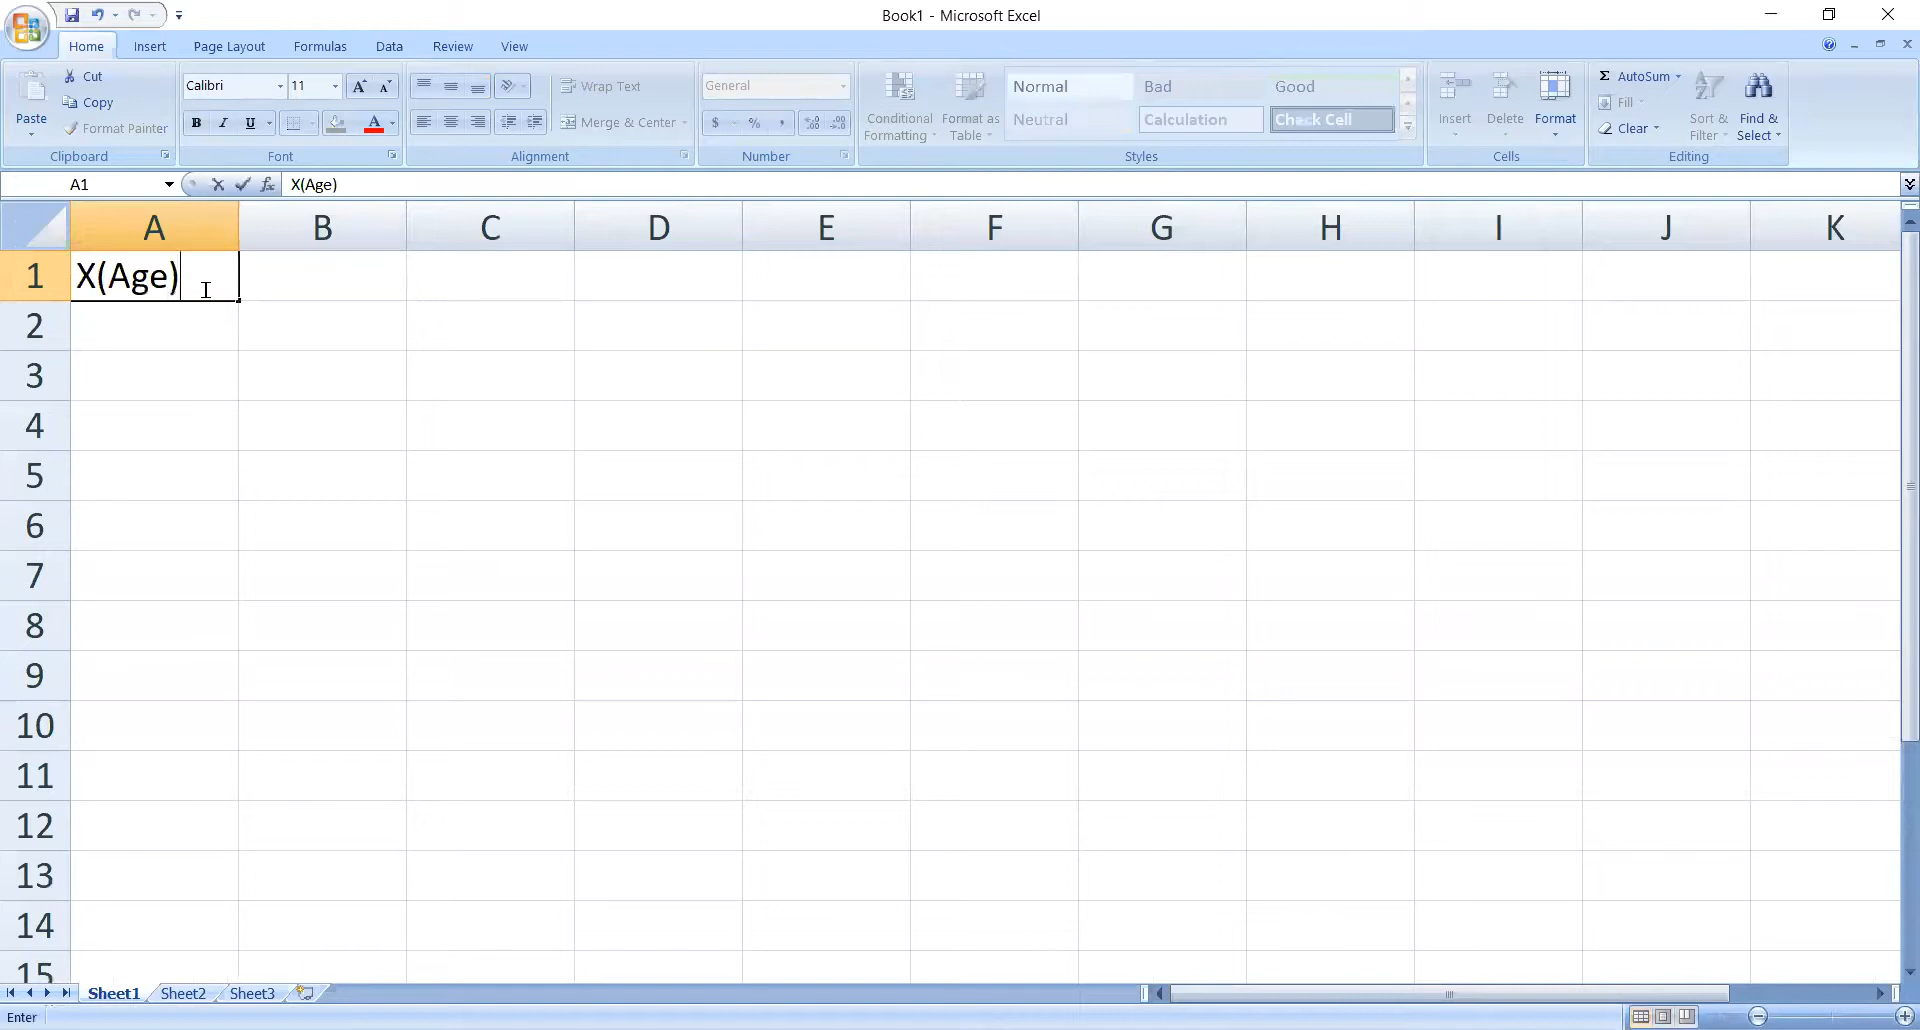 Book1 - Microsoft Excel
Home Insert Page Layout Formulas Data Review View
Paste
Cut
Copy
Format Painter
Clipboard
Calibri 11
B I U
Font
Wrap Text
Merge & Center
Alignment
General
$ % ,
Number
Conditional Formatting
Format as Table
Normal Bad Good
Neutral Calculation Check Cell
Styles
Insert Delete Format
Cells
Σ AutoSum
Fill
Clear
Sort & Filter
Find & Select
Editing
A1 fx X(Age)
A B C D E F G H I J K
1 X(Age)
2
3
4
5
6
7
8
9
10
11
12
13
14
15
Sheet1 Sheet2 Sheet3
Enter